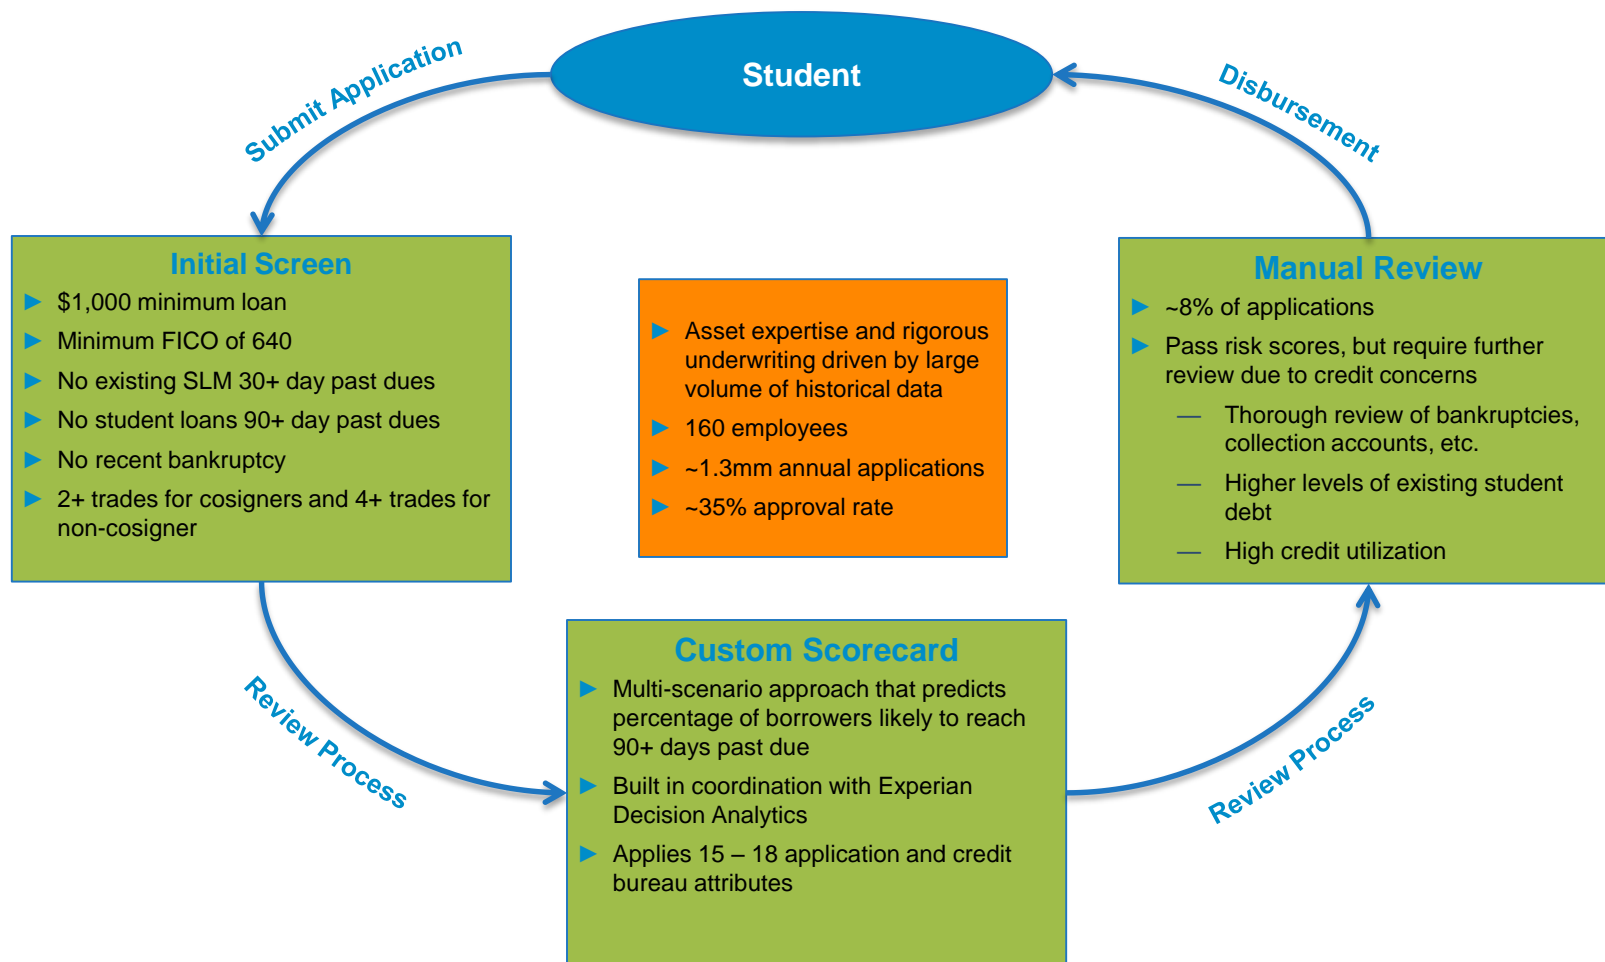 Student
Submit Application
Disbursement
Initial Screen
$1,000 minimum loan
Minimum FICO of 640
No existing SLM 30+ day past dues
No student loans 90+ day past dues
No recent bankruptcy
2+ trades for cosigners and 4+ trades for
non-cosigner
Asset expertise and rigorous
underwriting driven by large
volume of historical data
160 employees
~1.3mm annual applications
~35% approval rate
Manual Review
~8% of applications
Pass risk scores, but require further
review due to credit concerns
— Thorough review of bankruptcies,
collection accounts, etc.
— Higher levels of existing student
debt
— High credit utilization
Review Process
Custom Scorecard
Multi-scenario approach that predicts
percentage of borrowers likely to reach
90+ days past due
Built in coordination with Experian
Decision Analytics
Applies 15 – 18 application and credit
bureau attributes
Review Process